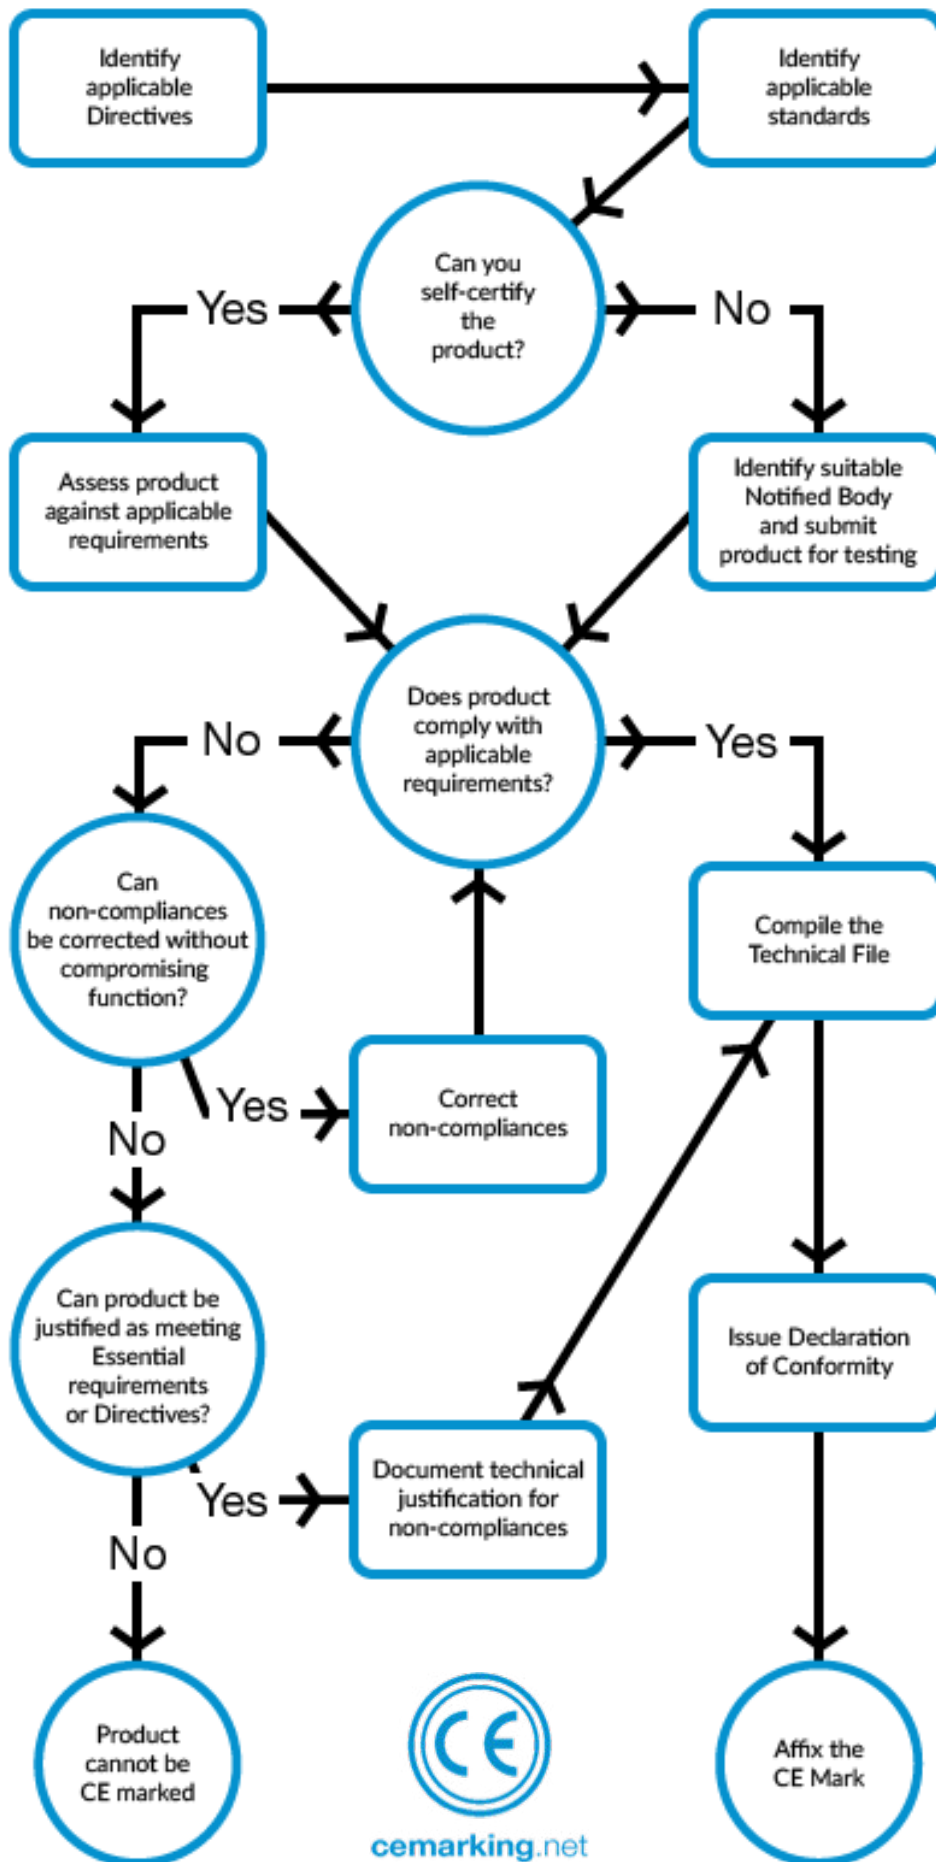 Identify
applicable
Directives
Identify
applicable
standards
Can you
self-certify
the
product?
Yes
No
Assess product
against applicable
requirements
Identify suitable
Notified Body
and submit
product for testing
Does product
comply with
applicable
requirements?
No
Yes
Can
non-compliances
be corrected without
compromising
function?
Compile the
Technical File
Yes
Correct
non-compliances
No
Can product be
justified as meeting
Essential
requirements
or Directives?
Issue Declaration
of Conformity
Yes
Document technical
justification for
non-compliances
No
Product
cannot be
CE marked
CE
cemarking.net
Affix the
CE Mark